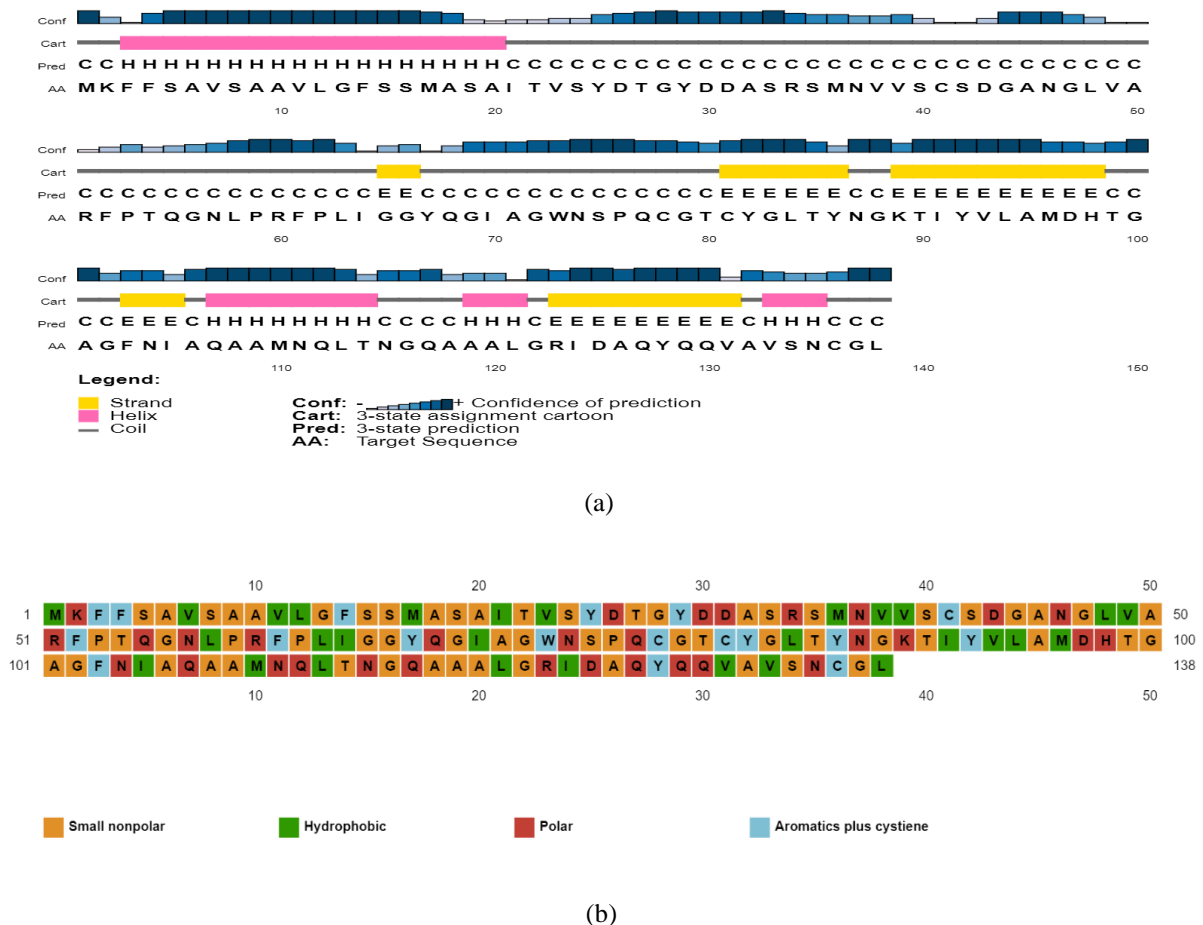 Conf
Cart
Pred C C H H H H H H H H H H H H H H H H H H C C C C C C C C C C C C C C C C C C C C C C C C C C C C C C
AA M K F F S A V S A A V L G F S S M A S A I T V S Y D T G Y D D A S R S M N V V S C S D G A N G L V A
10 20 30 40 50
Conf
Cart
Pred C C C C C C C C C C C C C C E E C C C C C C C C C C C C C C E E E E E E C C E E E E E E E E E E C C
AA R F P T Q G N L P R F P L I G G Y Q G I A G W N S P Q C G T C Y G L T Y N G K T I Y V L A M D H T G
60 70 80 90 100
Conf
Cart
Pred C C E E E C H H H H H H H H C C C C H H H C E E E E E E E E E C H H H C C C
AA A G F N I A Q A A M N Q L T N G Q A A A L G R I D A Q Y Q Q V A V S N C G L
110 120 130 140 150
Legend:
Strand Conf: - + Confidence of prediction
Helix Cart: 3-state assignment cartoon
Coil Pred: 3-state prediction
AA: Target Sequence
(a)
10 20 30 40 50
1 M K F F S A V S A A V L G F S S M A S A I T V S Y D T G Y D D A S R S M N V V S C S D G A N G L V A 50
51 R F P T Q G N L P R F P L I G G Y Q G I A G W N S P Q C G T C Y G L T Y N G K T I Y V L A M D H T G 100
101 A G F N I A Q A A M N Q L T N G Q A A A L G R I D A Q Y Q Q V A V S N C G L 138
10 20 30 40 50
Small nonpolar Hydrophobic Polar Aromatics plus cystiene
(b)